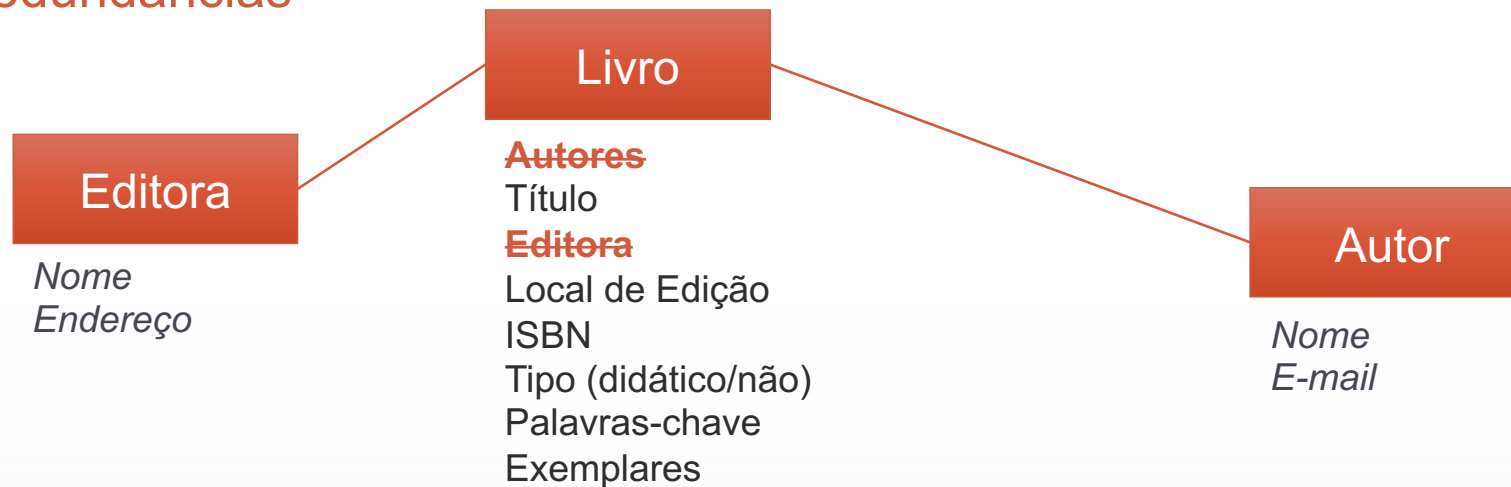 Livro
Editora
Nome
Endereço
Autores
Título
Editora
Local de Edição
ISBN
Tipo (didático/não)
Palavras-chave
Exemplares
Autor
Nome
E-mail